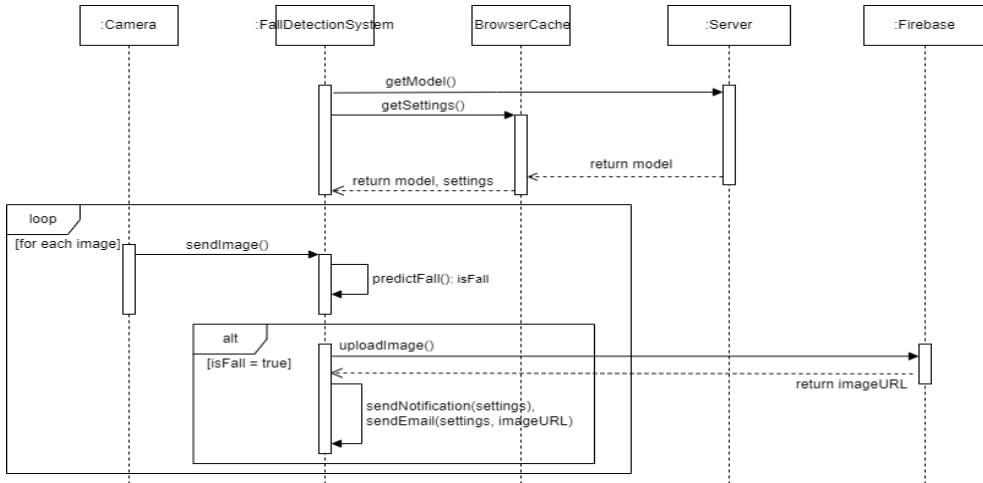 :Camera
:FallDetectionSystem
:BrowserCache
:Server
:Firebase
getModel()
getSettings()
return model
return model, settings
loop
[for each image]
sendImage()
predictFall(): isFall
alt
[isFall = true]
uploadImage()
return imageURL
sendNotification(settings),
sendEmail(settings, imageURL)